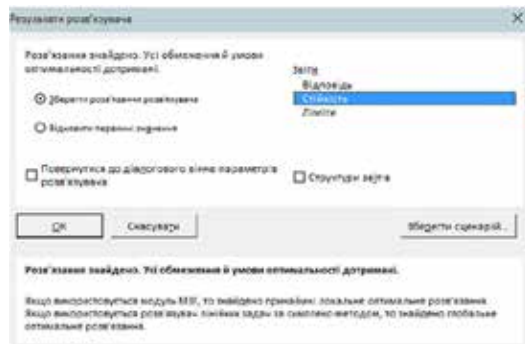 Результати розв'язувача
Розв'язання знайдено. Усі обмеження й умови
оптимальності дотримані.
Звіти
Відповідь
Стійкість
Ліміти
Зберегти розв'язання розв'язувача
Відновити первинні значення
Повернутися до діалогового вікна параметрів
розв'язувача
Структури звітів
ОК
Скасувати
Зберегти сценарій...
Розв'язання знайдено. Усі обмеження й умови оптимальності дотримані.
Якщо використовується модуль МЗГ, то знайдено принаймні локальне оптимальне розв'язання.
Якщо використовується розв'язувач лінійних задач за симплекс-методом, то знайдено глобальне
оптимальне розв'язання.